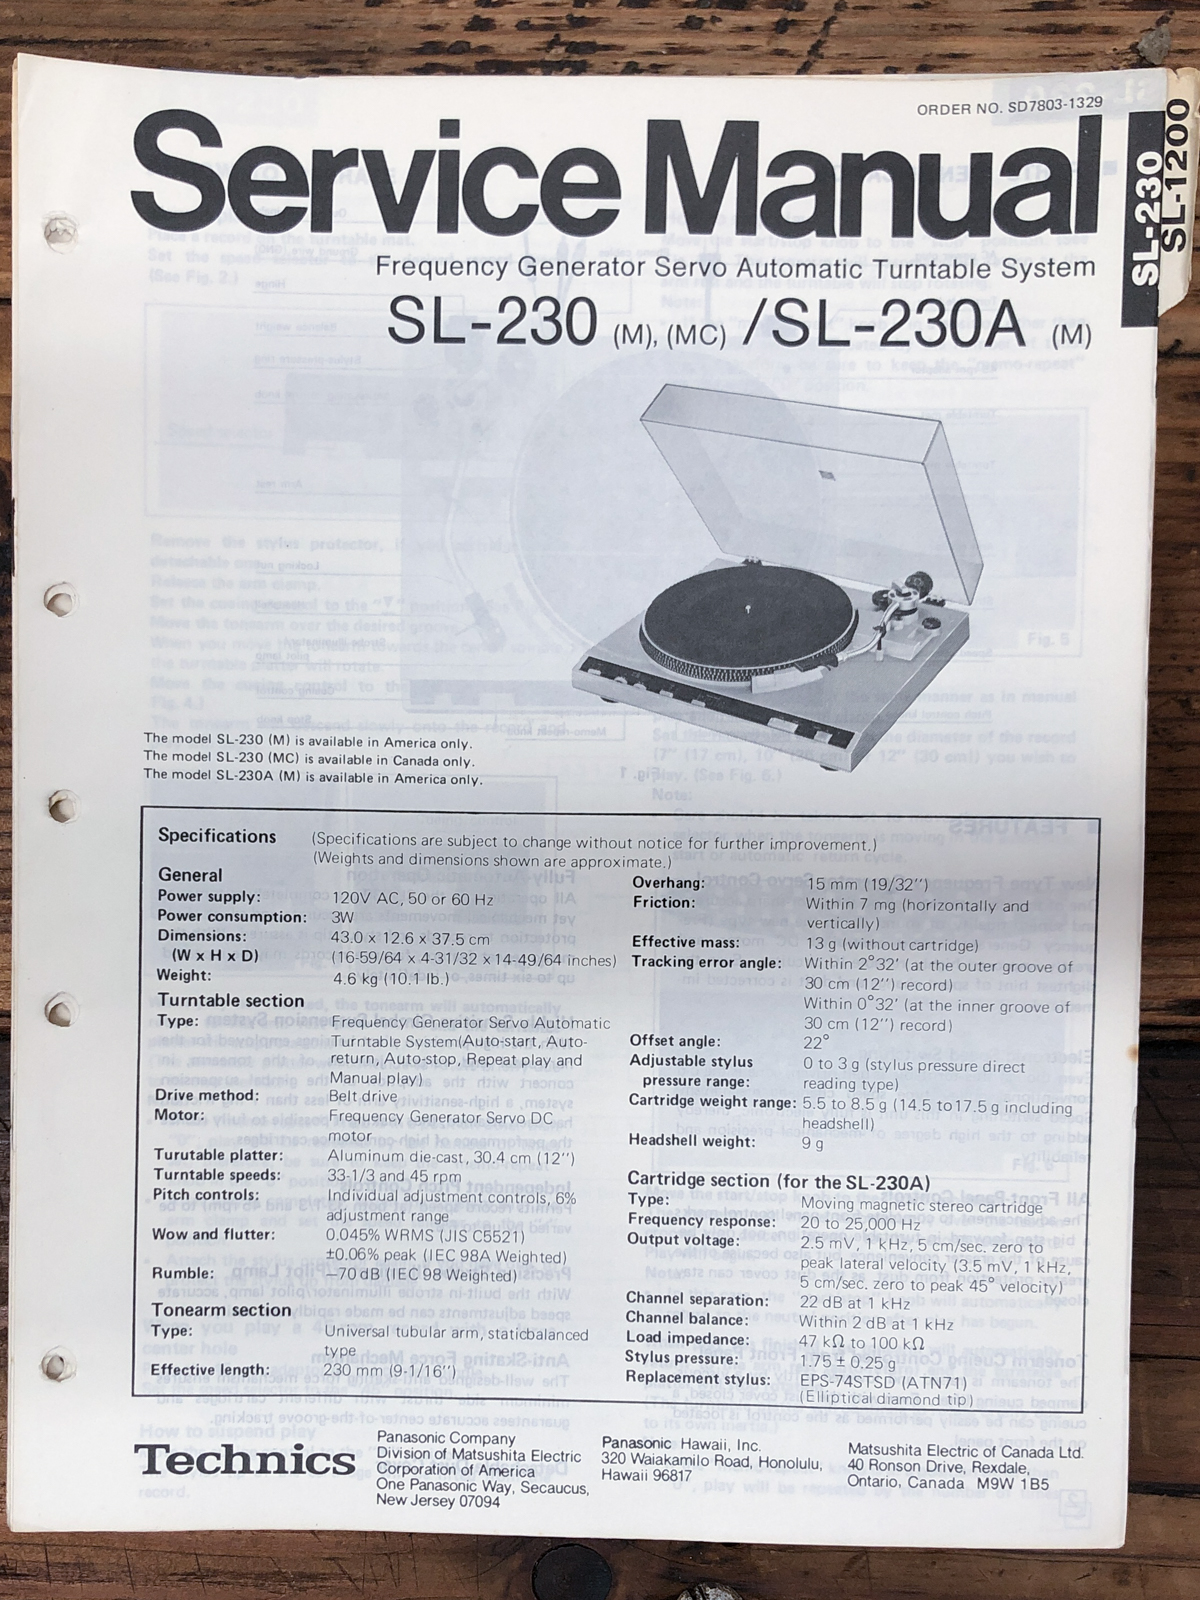 ORDER NO. SD7803-1329
Service Manual
SL-230
SL-1200
Frequency Generator Servo Automatic Turntable System
SL-230 (M), (MC) /SL-230A (M)
The model SL-230 (M) is available in America only.
The model SL-230 (MC) is available in Canada only.
The model SL-230A (M) is available in America only.
Specifications (Specifications are subject to change without notice for further improvement.)
(Weights and dimensions shown are approximate.)
General
Power supply: 120V AC, 50 or 60 Hz
Power consumption: 3W
Dimensions: 43.0 x 12.6 x 37.5 cm
(W x H x D) (16-59/64 x 4-31/32 x 14-49/64 inches)
Weight: 4.6 kg (10.1 lb.)
Turntable section
Type: Frequency Generator Servo Automatic
Turntable System(Auto-start, Auto-
return, Auto-stop, Repeat play and
Manual play)
Drive method: Belt drive
Motor: Frequency Generator Servo DC
motor
Turutable platter: Aluminum die-cast, 30.4 cm (12")
Turntable speeds: 33-1/3 and 45 rpm
Pitch controls: Individual adjustment controls, 6%
adjustment range
Wow and flutter: 0.045% WRMS (JIS C5521)
±0.06% peak (IEC 98A Weighted)
Rumble: —70 dB (IEC 98 Weighted)
Tonearm section
Type: Universal tubular arm, staticbalanced
type
Effective length: 230 mm (9-1/16")
Overhang: 15 mm (19/32")
Friction: Within 7 mg (horizontally and
vertically)
Effective mass: 13 g (without cartridge)
Tracking error angle: Within 2°32' (at the outer groove of
30 cm (12") record)
Within 0°32' (at the inner groove of
30 cm (12") record)
Offset angle: 22°
Adjustable stylus 0 to 3 g (stylus pressure direct
pressure range: reading type)
Cartridge weight range: 5.5 to 8.5 g (14.5 to17.5 g including
headshell)
Headshell weight: 9 g
Cartridge section (for the SL-230A)
Type: Moving magnetic stereo cartridge
Frequency response: 20 to 25,000 Hz
Output voltage: 2.5 mV, 1 kHz, 5 cm/sec. zero to
peak lateral velocity (3.5 mV, 1 kHz,
5 cm/sec. zero to peak 45° velocity)
Channel separation: 22 dB at 1 kHz
Channel balance: Within 2 dB at 1 kHz
Load impedance: 47 kΩ to 100 kΩ
Stylus pressure: 1.75 ± 0.25 g
Replacement stylus: EPS-74STSD (ATN71)
(Elliptical diamond tip)
Technics
Panasonic Company
Division of Matsushita Electric
Corporation of America
One Panasonic Way, Secaucus,
New Jersey 07094
Panasonic Hawaii, Inc.
320 Waiakamilo Road, Honolulu,
Hawaii 96817
Matsushita Electric of Canada Ltd.
40 Ronson Drive, Rexdale,
Ontario, Canada M9W 1B5